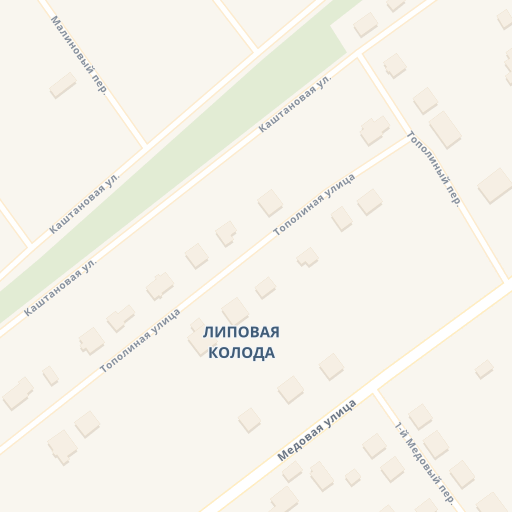 Малиновый пер.
Каштановая ул.
Каштановая ул.
Каштановая ул.
Тополиный пер.
Тополиная улица
Тополиная улица
ЛИПОВАЯ
КОЛОДА
Медовая улица
1-й Медовый пер.